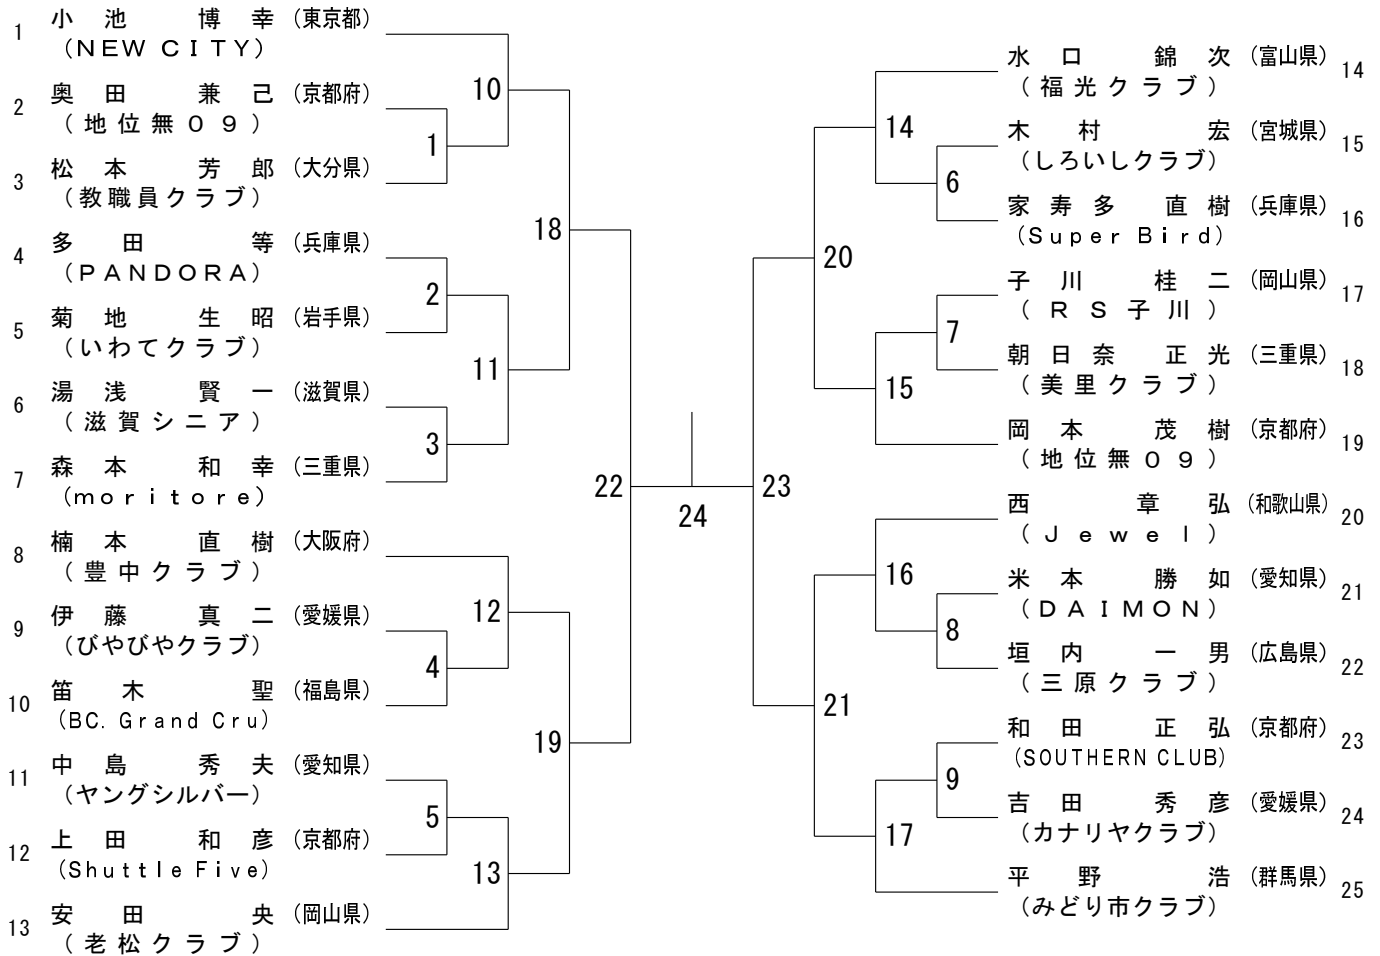 1 小池 博幸 (東京都)
(NEW CITY)
2 奥田 兼己 (京都府)
(地位無09)
3 松本 芳郎 (大分県)
(教職員クラブ)
4 多田 等 (兵庫県)
(PANDORA)
5 菊地 生昭 (岩手県)
(いわてクラブ)
6 湯浅 賢一 (滋賀県)
(滋賀シニア)
7 森本 和幸 (三重県)
(moritore)
8 楠本 直樹 (大阪府)
(豊中クラブ)
9 伊藤 真二 (愛媛県)
(びやびやクラブ)
10 笛木 聖 (福島県)
(BC. Grand Cru)
11 中島 秀夫 (愛知県)
(ヤングシルバー)
12 上田 和彦 (京都府)
(Shuttle Five)
13 安田 央 (岡山県)
(老松クラブ)
10
1
18
2
11
3
22
12
4
19
5
13
24
23
14
6
20
7
15
16
8
21
9
17
水口 錦次 (富山県) 14
(福光クラブ)
木村 宏 (宮城県) 15
(しろいしクラブ)
家寿多 直樹 (兵庫県) 16
(Super Bird)
子川 桂二 (岡山県) 17
(RS子川)
朝日奈 正光 (三重県) 18
(美里クラブ)
岡本 茂樹 (京都府) 19
(地位無09)
西 章弘 (和歌山県) 20
(Jewel)
米本 勝如 (愛知県) 21
(DAIMON)
垣内 一男 (広島県) 22
(三原クラブ)
和田 正弘 (京都府) 23
(SOUTHERN CLUB)
吉田 秀彦 (愛媛県) 24
(カナリヤクラブ)
平野 浩 (群馬県) 25
(みどり市クラブ)